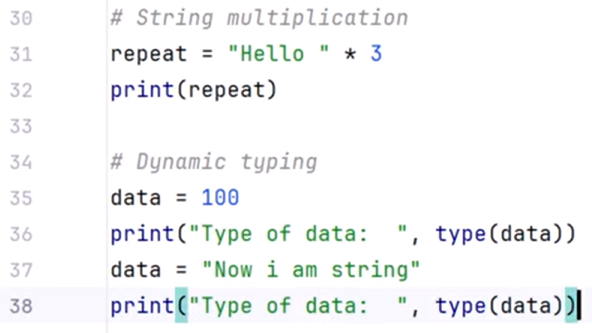 30 # String multiplication
31 repeat = "Hello " * 3
32 print(repeat)
33
34 # Dynamic typing
35 data = 100
36 print("Type of data:  ", type(data))
37 data = "Now i am string"
38 print("Type of data:  ", type(data))